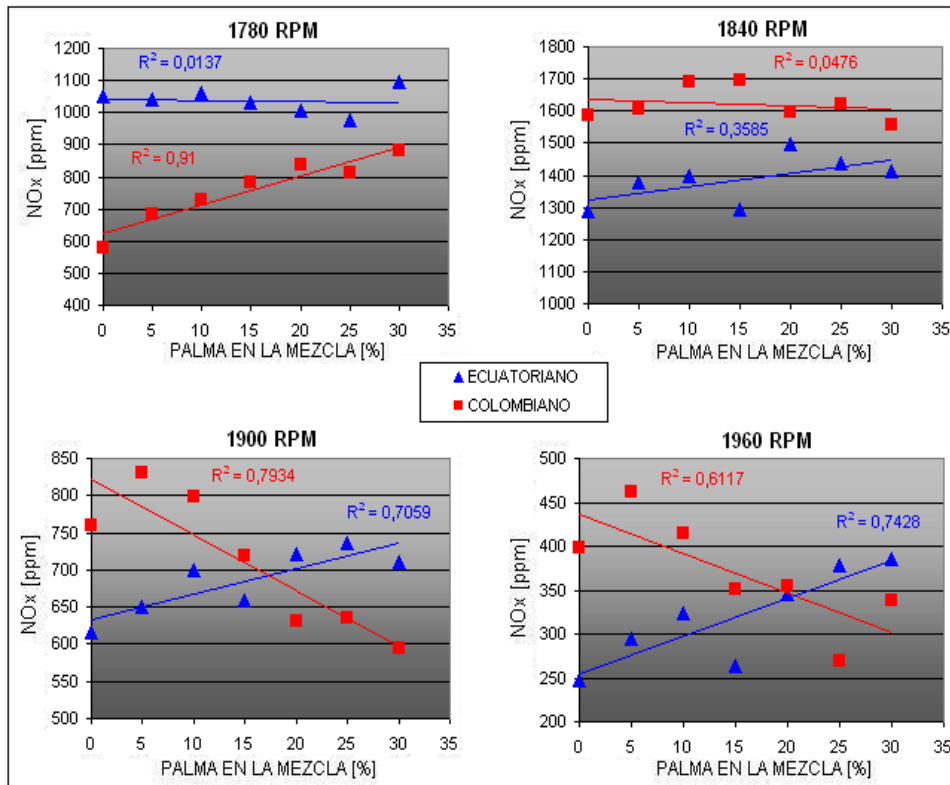 1780 RPM
1200
1100
1000
900
800
700
600
500
400
NOx [ppm]
R² = 0,0137
R² = 0,91
0 5 10 15 20 25 30 35
PALMA EN LA MEZCLA [%]
1840 RPM
1800
1700
1600
1500
1400
1300
1200
1100
1000
NOx [ppm]
R² = 0,0476
R² = 0,3585
0 5 10 15 20 25 30 35
PALMA EN LA MEZCLA [%]
ECUATORIANO
COLOMBIANO
1900 RPM
850
800
750
700
650
600
550
500
NOx [ppm]
R² = 0,7934
R² = 0,7059
0 5 10 15 20 25 30 35
PALMA EN LA MEZCLA [%]
1960 RPM
500
450
400
350
300
250
200
NOx [ppm]
R² = 0,6117
R² = 0,7428
0 5 10 15 20 25 30 35
PALMA EN LA MEZCLA [%]